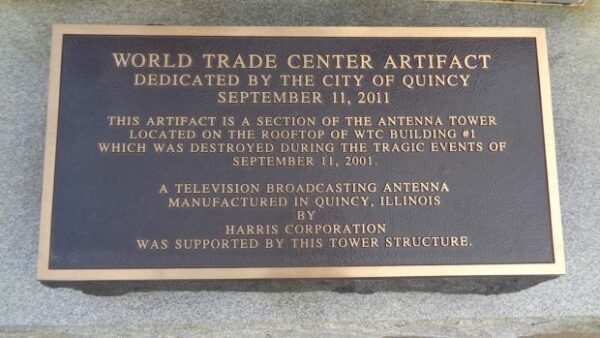 WORLD TRADE CENTER ARTIFACT
DEDICATED BY THE CITY OF QUINCY
SEPTEMBER 11, 2011
THIS ARTIFACT IS A SECTION OF THE ANTENNA TOWER
LOCATED ON THE ROOFTOP OF WTC BUILDING #1
WHICH WAS DESTROYED DURING THE TRAGIC EVENTS OF
SEPTEMBER 11, 2001.
A TELEVISION BROADCASTING ANTENNA
MANUFACTURED IN QUINCY, ILLINOIS
BY
HARRIS CORPORATION
WAS SUPPORTED BY THIS TOWER STRUCTURE.